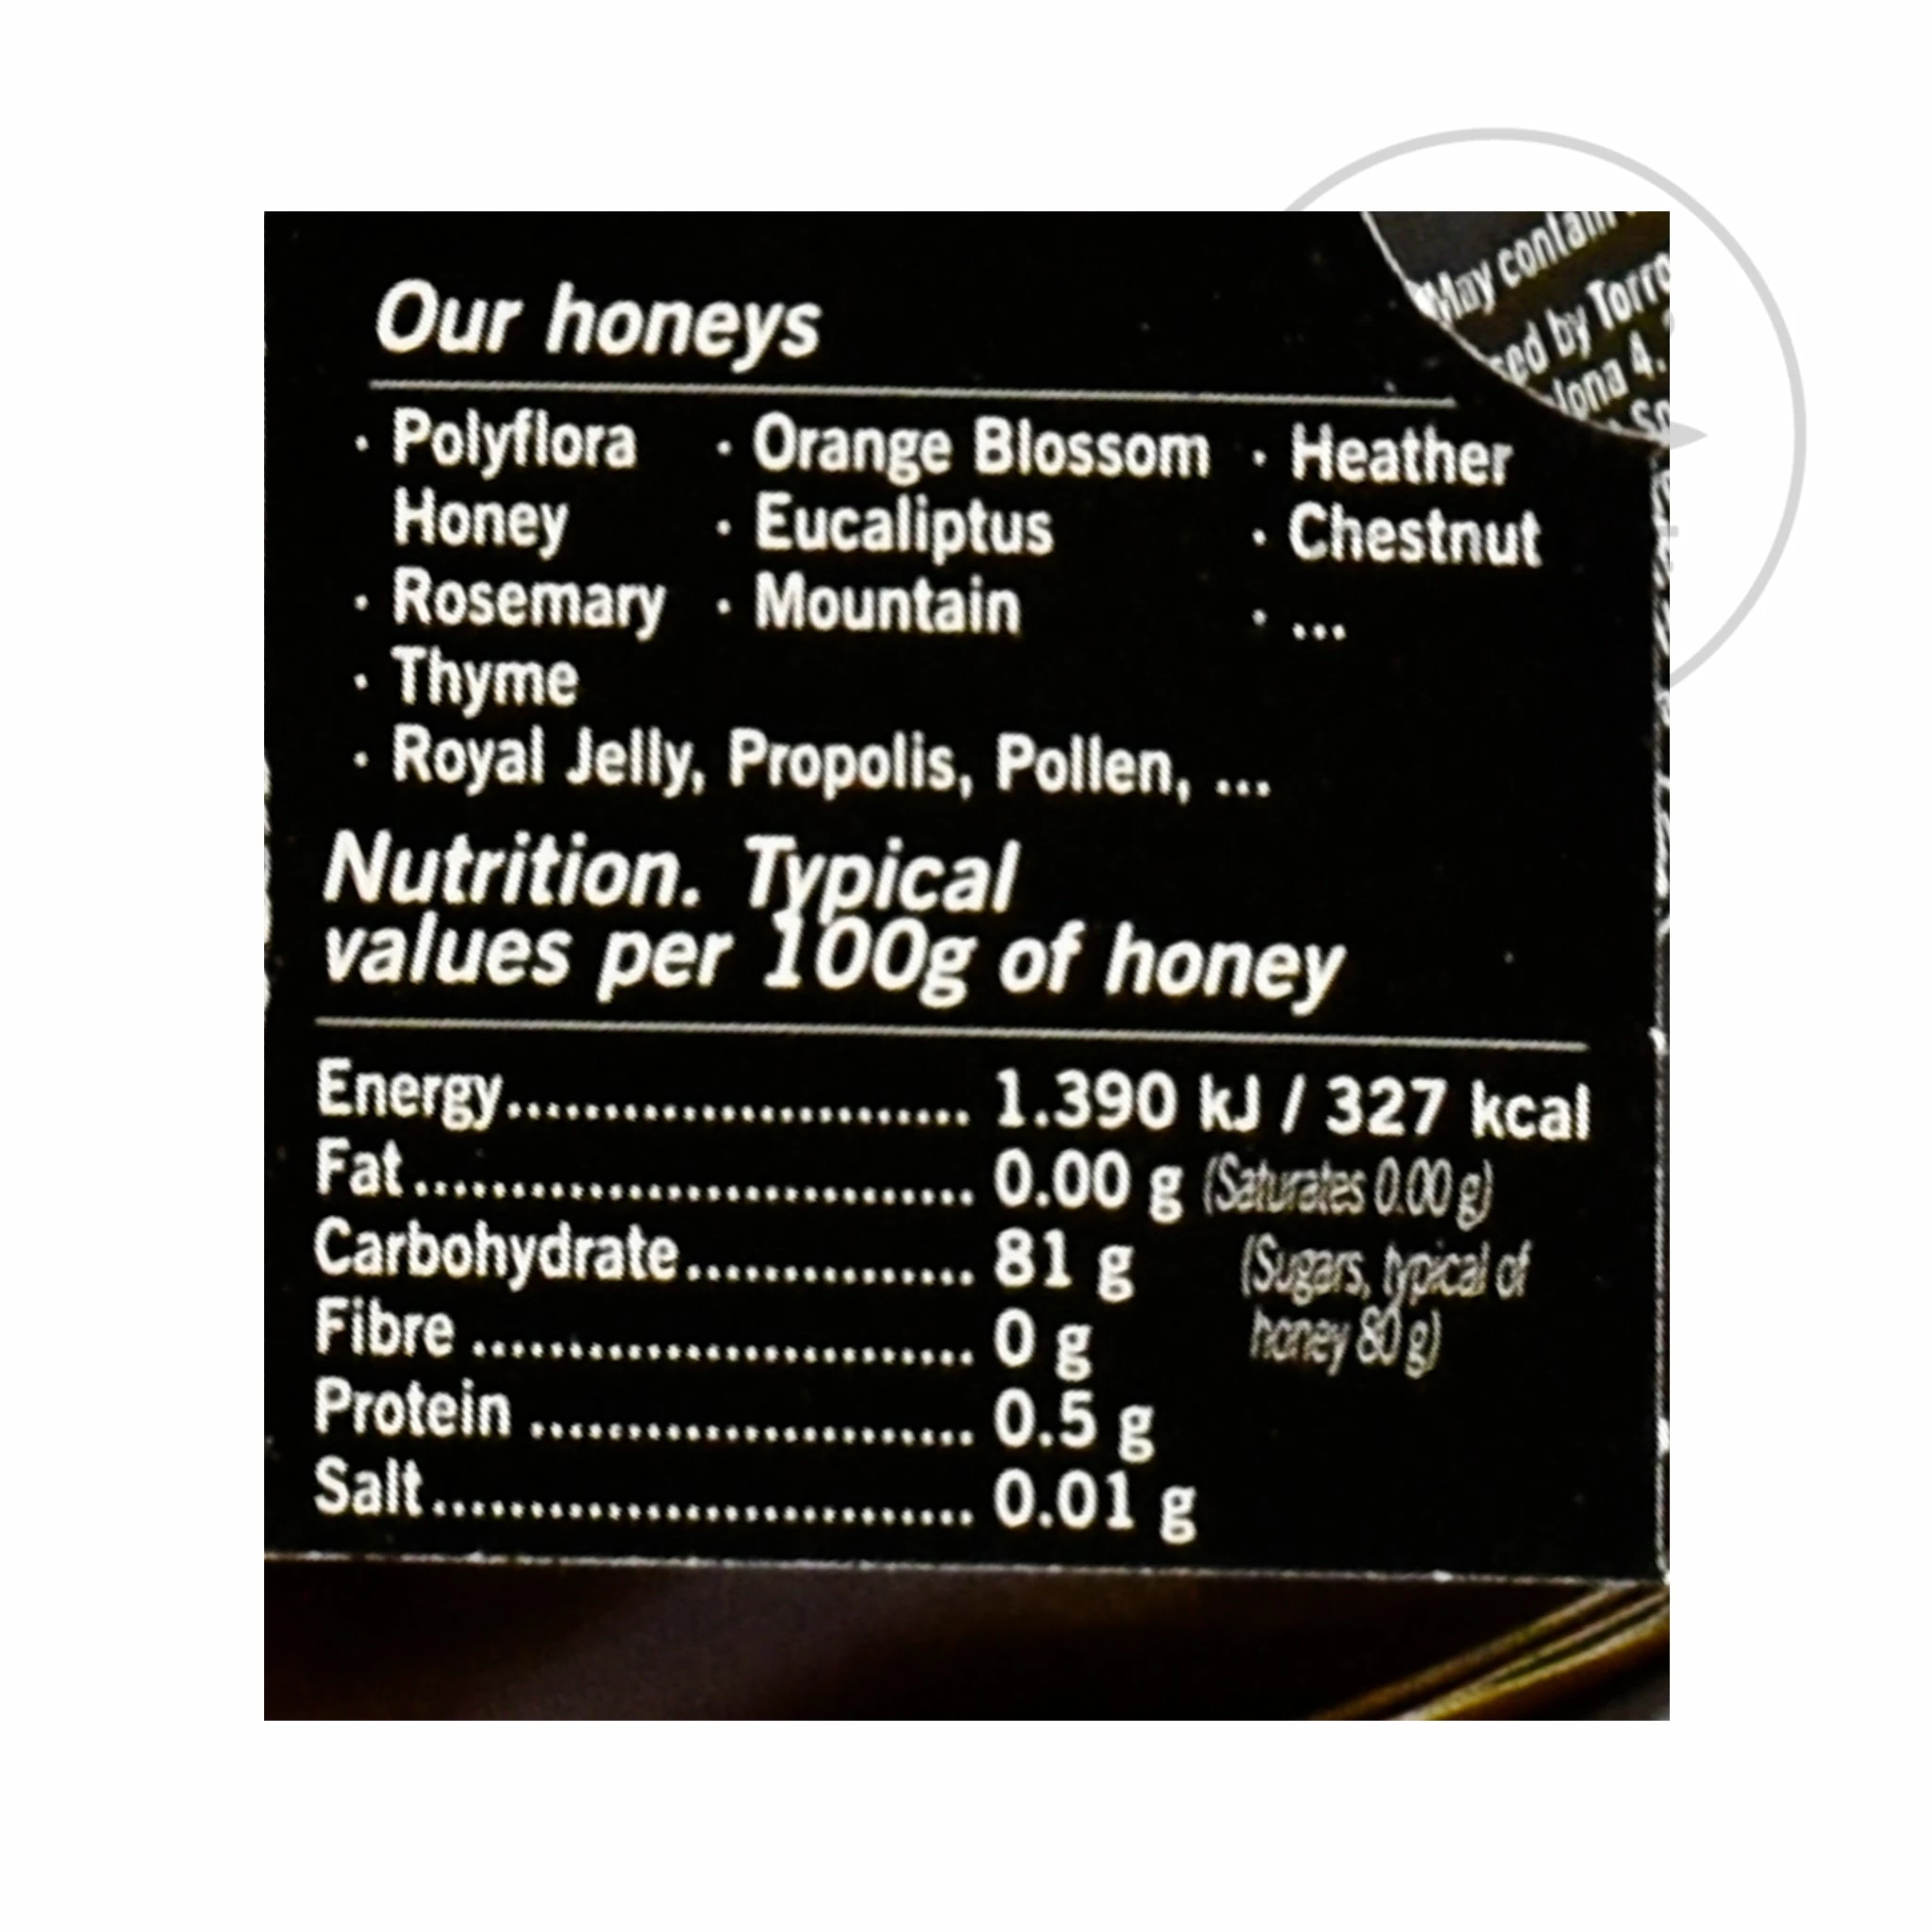 May contain
sed by Torro
lona 4.
Our honeys
· Polyflora · Orange Blossom · Heather
Honey · Eucaliptus · Chestnut
· Rosemary · Mountain · ...
· Thyme
· Royal Jelly, Propolis, Pollen, ...
Nutrition. Typical
values per 100g of honey
Energy........................ 1.390 kJ / 327 kcal
Fat............................. 0.00 g (Saturates 0.00 g)
Carbohydrate............... 81 g (Sugars, typical of
honey 80 g)
Fibre .......................... 0 g
Protein ....................... 0.5 g
Salt............................ 0.01 g